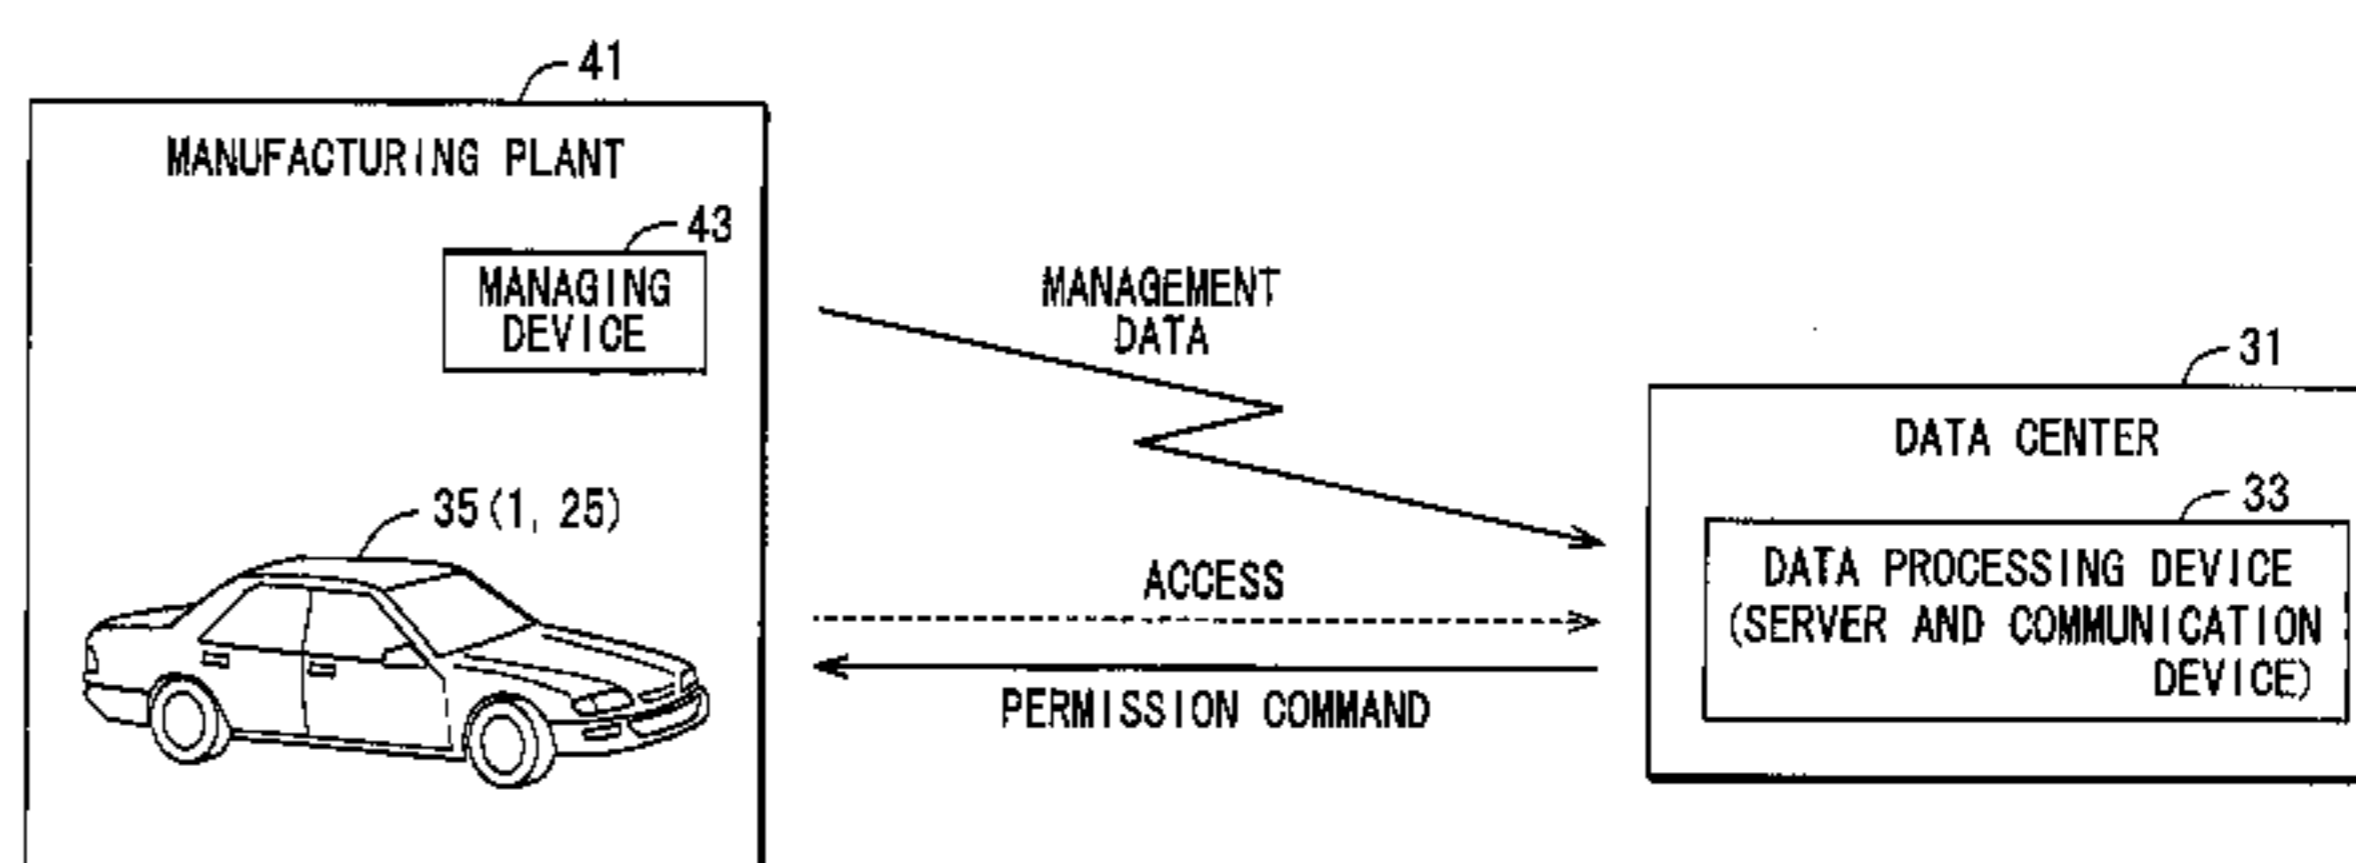 41
MANUFACTURING PLANT
43
MANAGING
DEVICE
35(1, 25)
MANAGEMENT
DATA
ACCESS
PERMISSION COMMAND
31
DATA CENTER
33
DATA PROCESSING DEVICE
(SERVER AND COMMUNICATION
DEVICE)